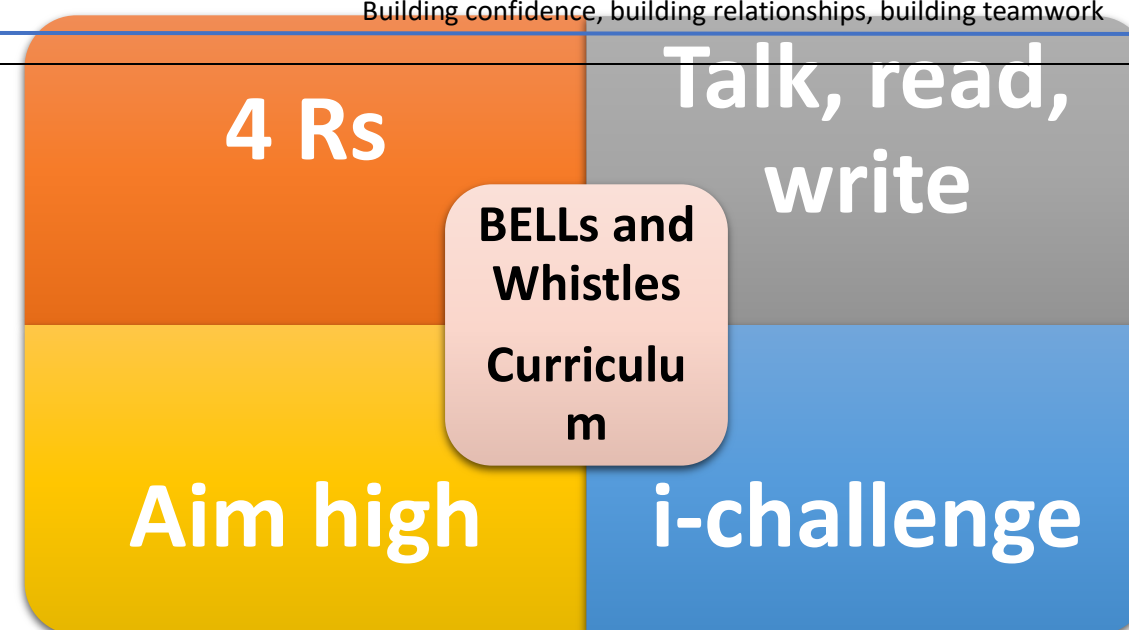 Building confidence, building relationships, building teamwork
4 Rs
Talk, read,
write
BELLs and
Whistles
Curriculu
m
Aim high
i-challenge